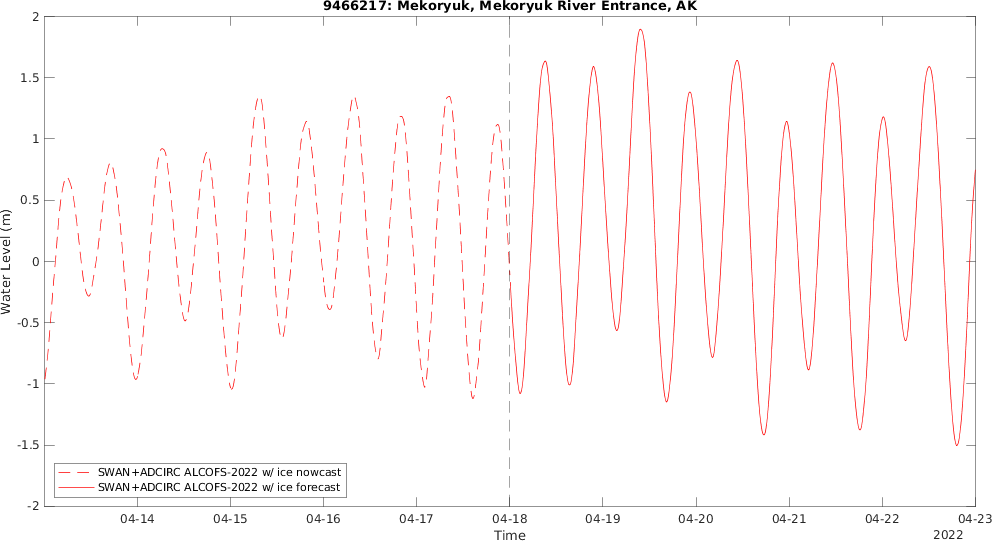 9466217: Mekoryuk, Mekoryuk River Entrance, AK
2
1.5
1
0.5
0
-0.5
-1
-1.5
-2
Water Level (m)
SWAN+ADCIRC ALCOFS-2022 w/ ice nowcast
SWAN+ADCIRC ALCOFS-2022 w/ ice forecast
04-14 04-15 04-16 04-17 04-18 04-19 04-20 04-21 04-22 04-23
Time
2022